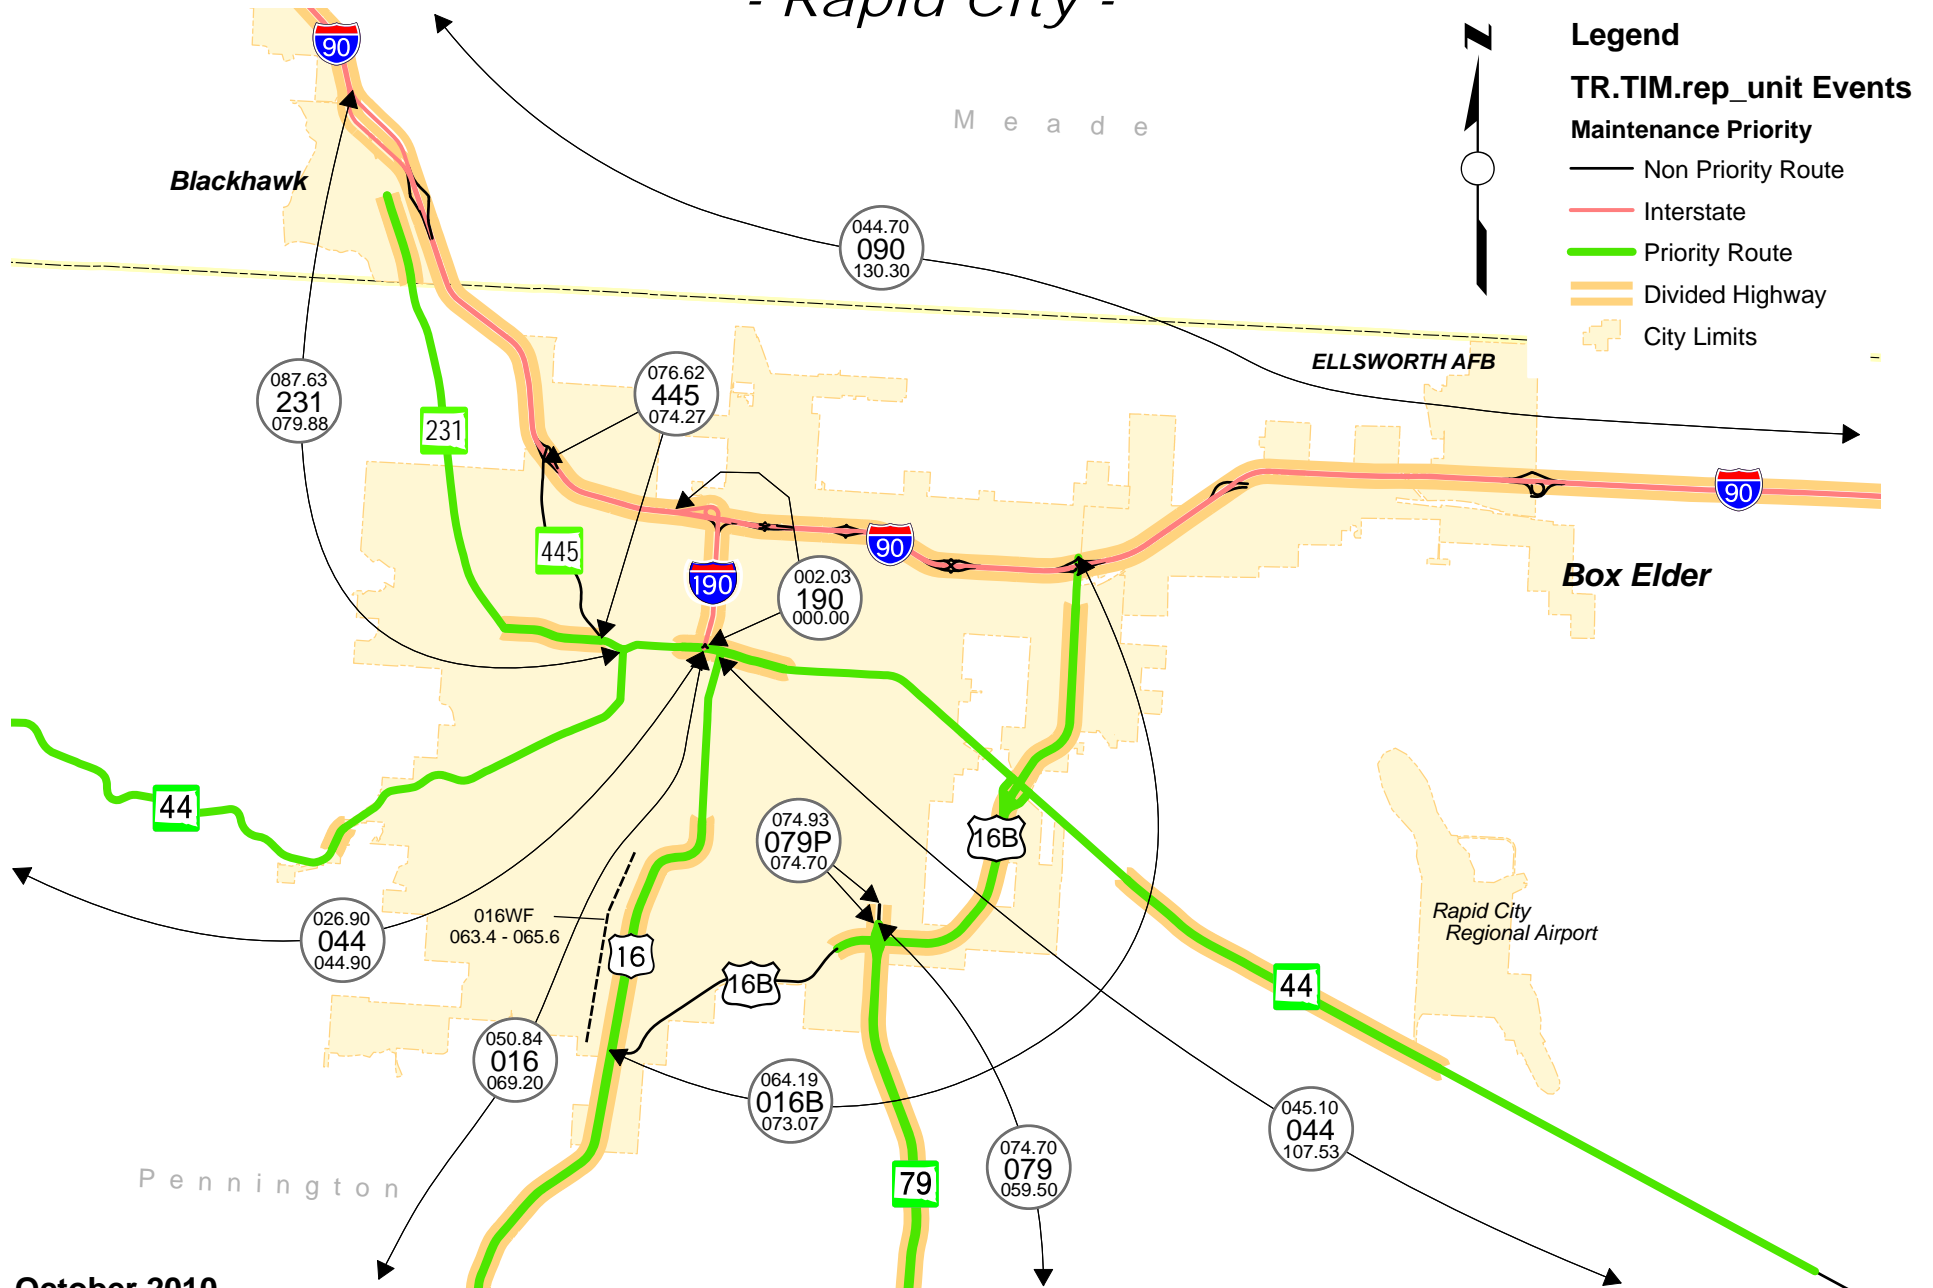 - Rapid City -
90
Meade
Blackhawk
N
Legend
TR.TIM.rep_unit Events
Maintenance Priority
Non Priority Route
Interstate
Priority Route
Divided Highway
City Limits
044.70
090
130.30
ELLSWORTH AFB
087.63
231
079.88
231
076.62
445
074.27
445
190
90
90
002.03
190
000.00
Box Elder
44
074.93
079P
074.70
16B
026.90
044
044.90
016WF
063.4 - 065.6
16
16B
Rapid City
Regional Airport
44
050.84
016
069.20
064.19
016B
073.07
045.10
044
107.53
074.70
079
059.50
79
Pennington
October 2010